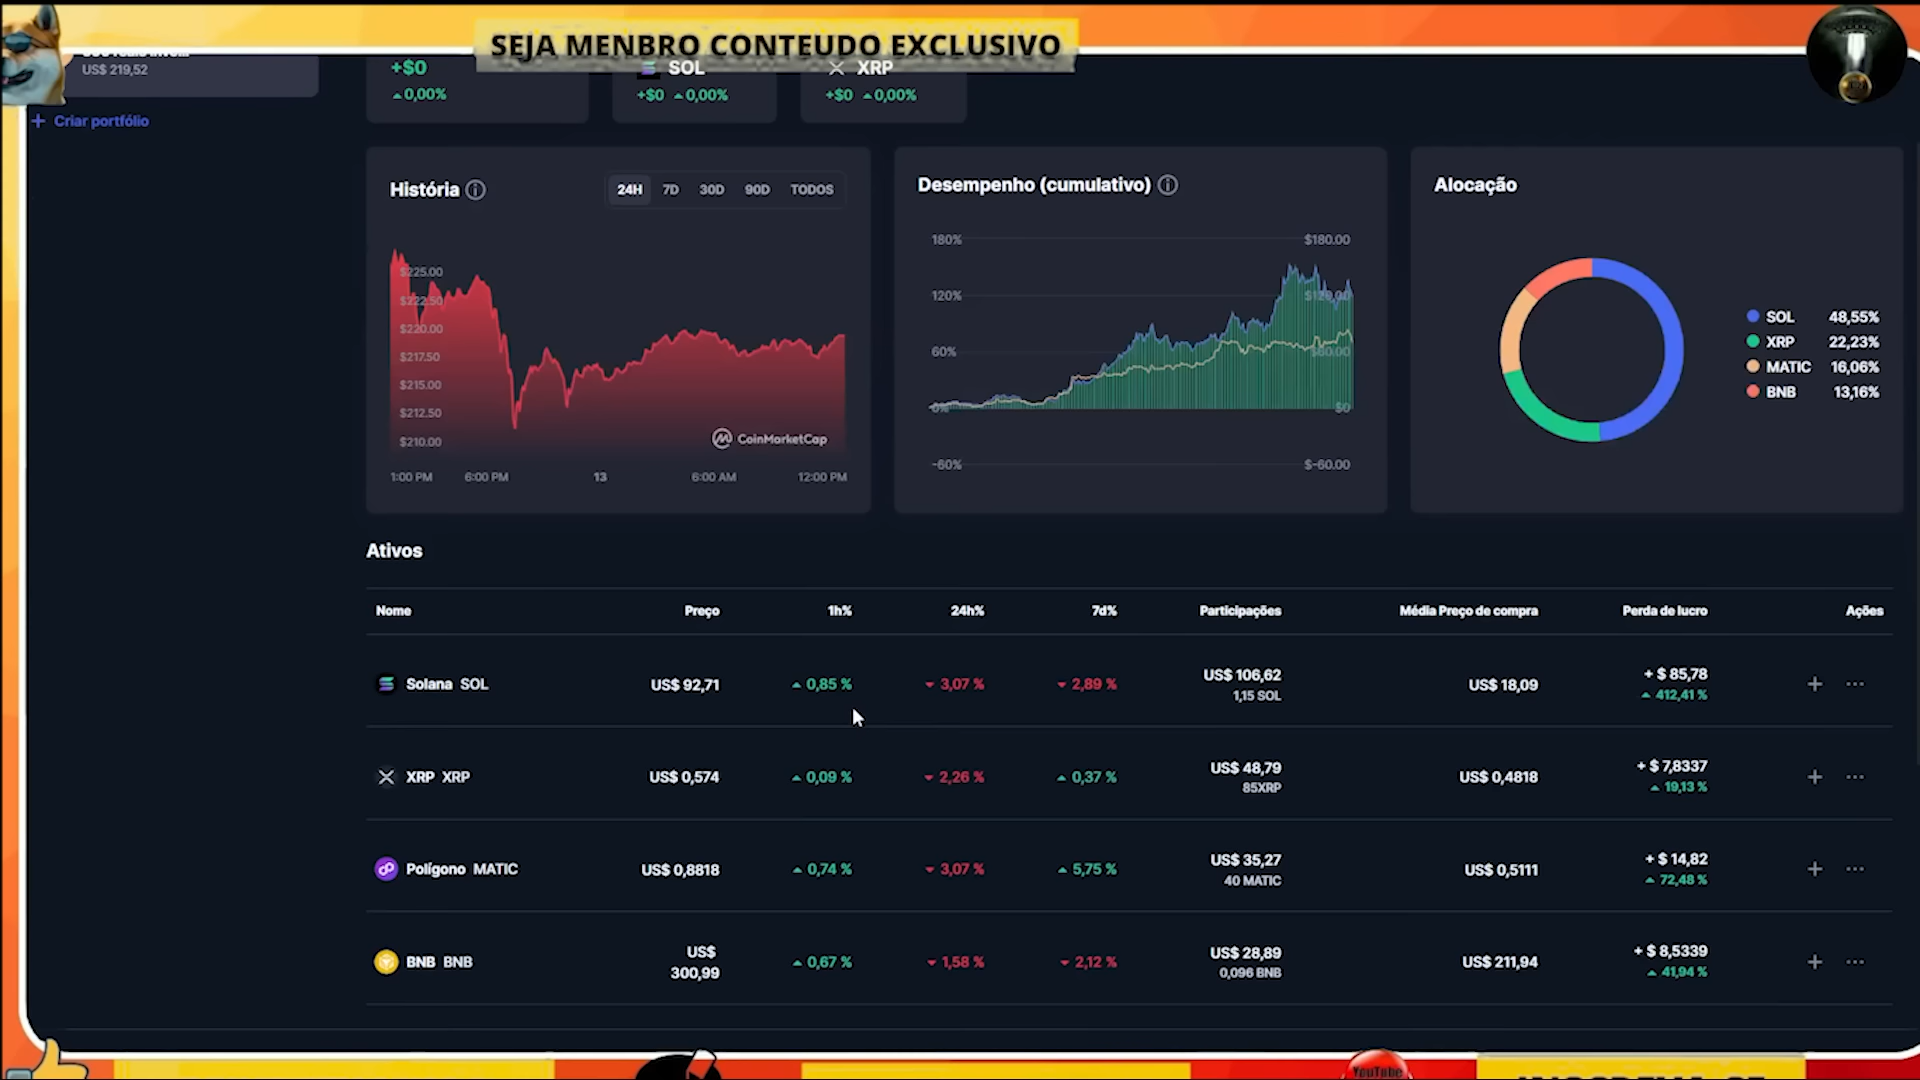 SEJA MENBRO CONTEUDO EXCLUSIVO
US$ 219,52
+$0
0,00%
SOL
+$0 0,00%
XRP
+$0 0,00%
+ Criar portfólio
História
24H 7D 30D 90D TODOS
$225.00
$222.50
$220.00
$217.50
$215.00
$212.50
$210.00
CoinMarketCap
1:00 PM 6:00 PM 13 6:00 AM 12:00 PM
Desempenho (cumulativo)
180% $180.00
120% $120.00
60% $60.00
0% $0
-60% $-60.00
Alocação
SOL 48,55%
XRP 22,23%
MATIC 16,06%
BNB 13,16%
Ativos
Nome Preço 1h% 24h% 7d% Participações Média Preço de compra Perda de lucro Ações
Solana SOL US$ 92,71 0,85 % 3,07 % 2,89 % US$ 106,62 US$ 18,09 + $ 85,78
1,15 SOL 412,41 %
XRP XRP US$ 0,574 0,09 % 2,26 % 0,37 % US$ 48,79 US$ 0,4818 + $ 7,8337
85XRP 19,13 %
Polígono MATIC US$ 0,8818 0,74 % 3,07 % 5,75 % US$ 35,27 US$ 0,5111 + $ 14,82
40 MATIC 72,48 %
BNB BNB US$ 300,99 0,67 % 1,58 % 2,12 % US$ 28,89 US$ 211,94 + $ 8,5339
0,096 BNB 41,94 %
YouTube